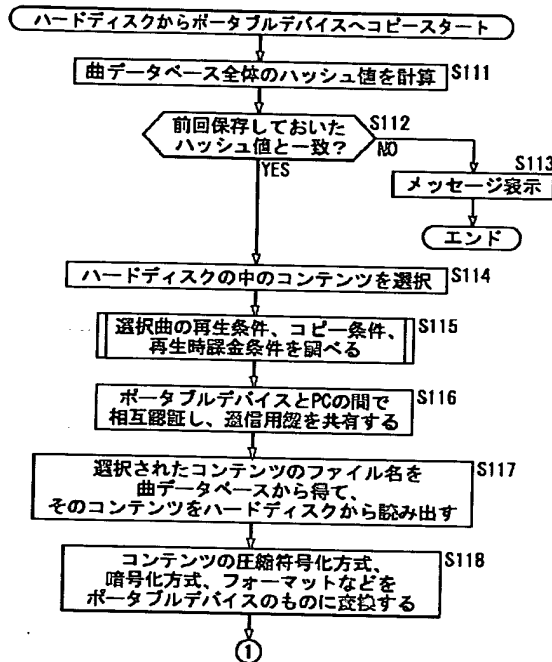 ハードディスクからポータブルデバイスへコピースタート
曲データベース全体のハッシュ値を計算
S111
前回保存しておいた
ハッシュ値と一致?
S112
NO
YES
S113
メッセージ表示
エンド
ハードディスクの中のコンテンツを選択
S114
選択曲の再生条件、コピー条件、
再生時課金条件を調べる
S115
ポータブルデバイスとPCの間で
相互認証し、通信用鍵を共有する
S116
選択されたコンテンツのファイル名を
曲データベースから得て、
そのコンテンツをハードディスクから読み出す
S117
コンテンツの圧縮符号化方式、
暗号化方式、フォーマットなどを
ポータブルデバイスのものに変換する
S118
1